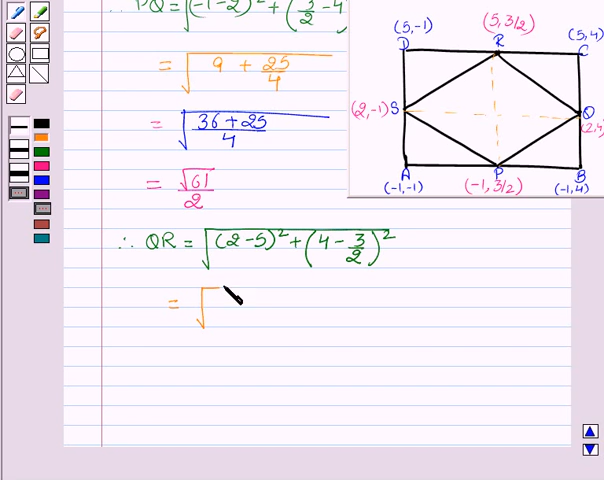 ∴ PQ = √(-1-2)² + (3/2 - 4
= √9 + 25/4
= √36+25/4
= √61/2
∴ QR = √(2-5)² + (4 - 3/2)²
= √
(5,-1) (5,3/2) (5,4)
D R C
(2,-1) S Q (2,4
A P B
(-1,-1) (-1,3/2) (-1,4)